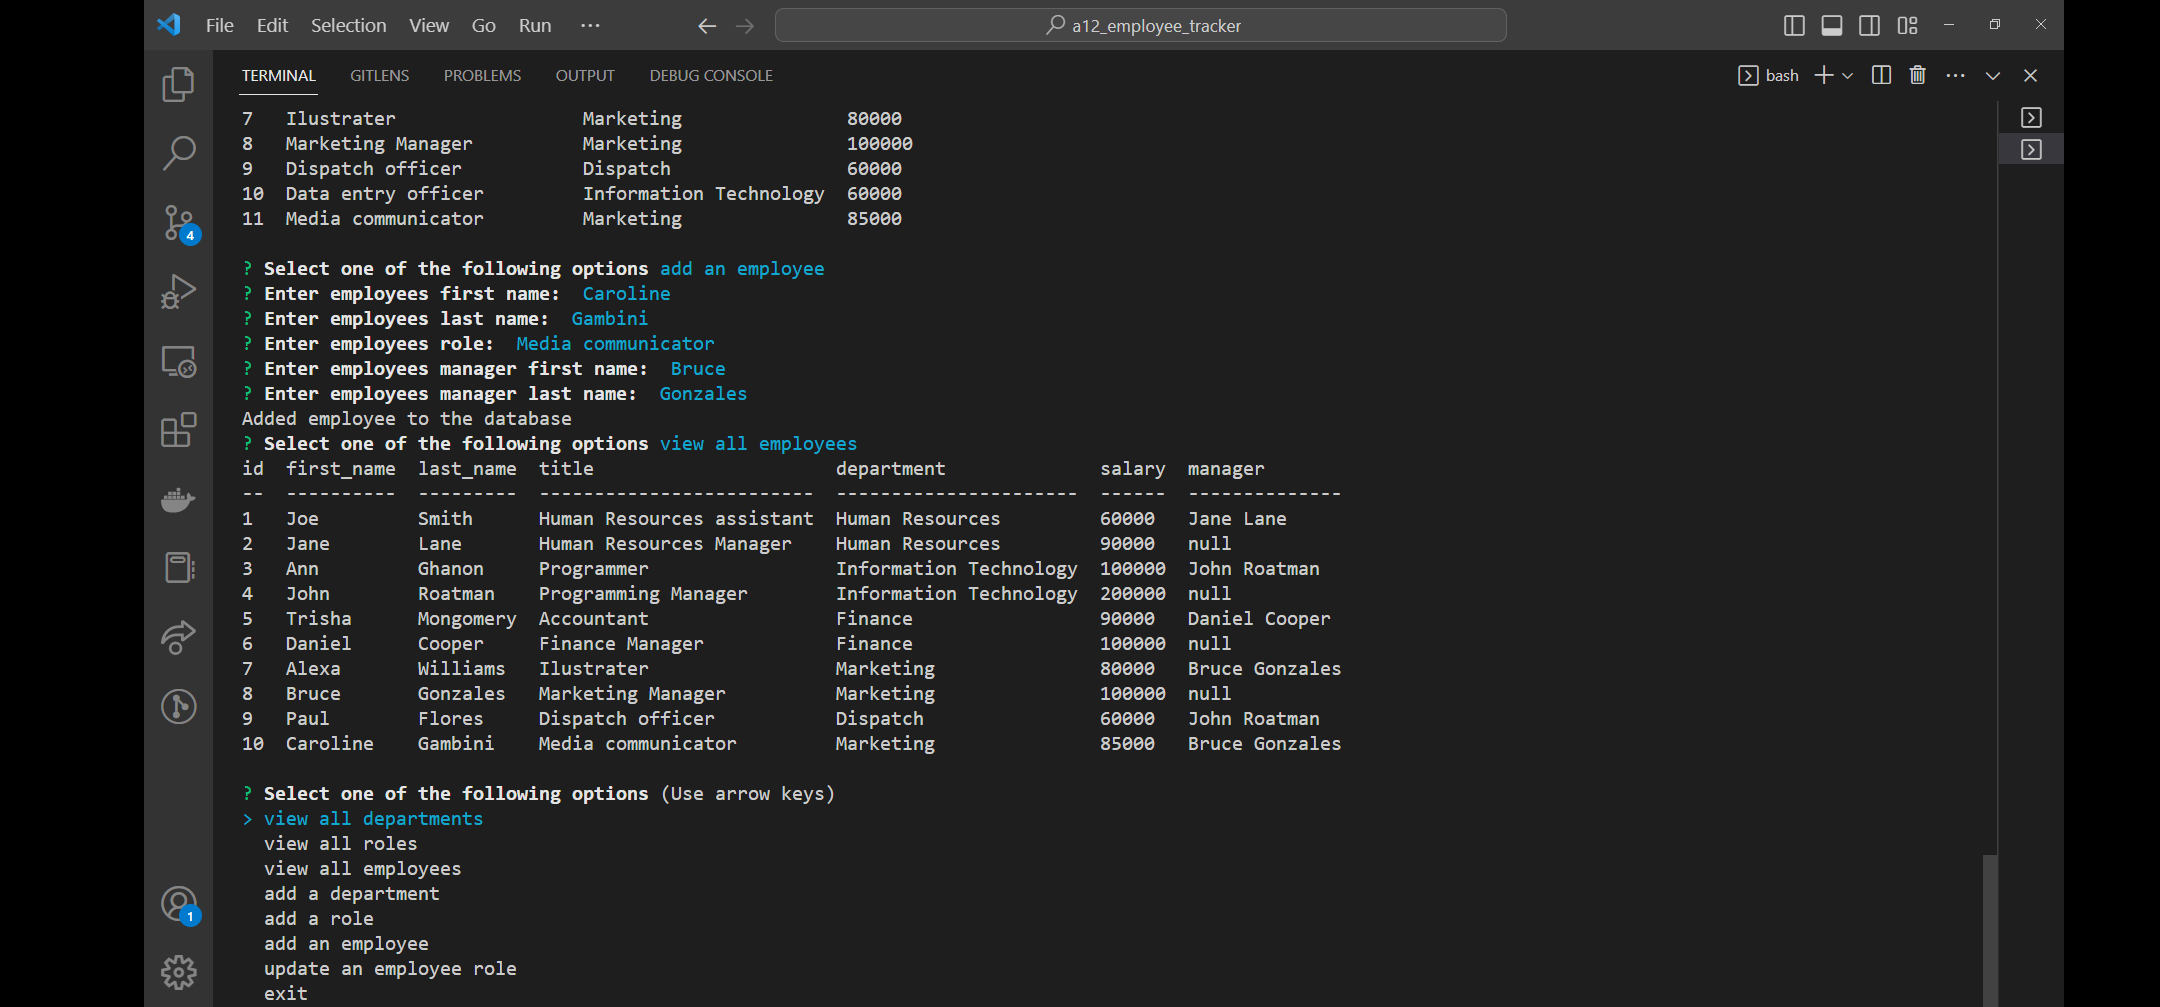 File Edit Selection View Go Run ··· a12_employee_tracker
TERMINAL GITLENS PROBLEMS OUTPUT DEBUG CONSOLE bash
7 Ilustrater Marketing 80000
8 Marketing Manager Marketing 100000
9 Dispatch officer Dispatch 60000
10 Data entry officer Information Technology 60000
11 Media communicator Marketing 85000
? Select one of the following options add an employee
? Enter employees first name: Caroline
? Enter employees last name: Gambini
? Enter employees role: Media communicator
? Enter employees manager first name: Bruce
? Enter employees manager last name: Gonzales
Added employee to the database
? Select one of the following options view all employees
id first_name last_name title department salary manager
-- ---------- --------- ------------------------- ---------------------- ------ --------------
1 Joe Smith Human Resources assistant Human Resources 60000 Jane Lane
2 Jane Lane Human Resources Manager Human Resources 90000 null
3 Ann Ghanon Programmer Information Technology 100000 John Roatman
4 John Roatman Programming Manager Information Technology 200000 null
5 Trisha Mongomery Accountant Finance 90000 Daniel Cooper
6 Daniel Cooper Finance Manager Finance 100000 null
7 Alexa Williams Ilustrater Marketing 80000 Bruce Gonzales
8 Bruce Gonzales Marketing Manager Marketing 100000 null
9 Paul Flores Dispatch officer Dispatch 60000 John Roatman
10 Caroline Gambini Media communicator Marketing 85000 Bruce Gonzales
? Select one of the following options (Use arrow keys)
> view all departments
view all roles
view all employees
add a department
add a role
add an employee
update an employee role
exit
4
1